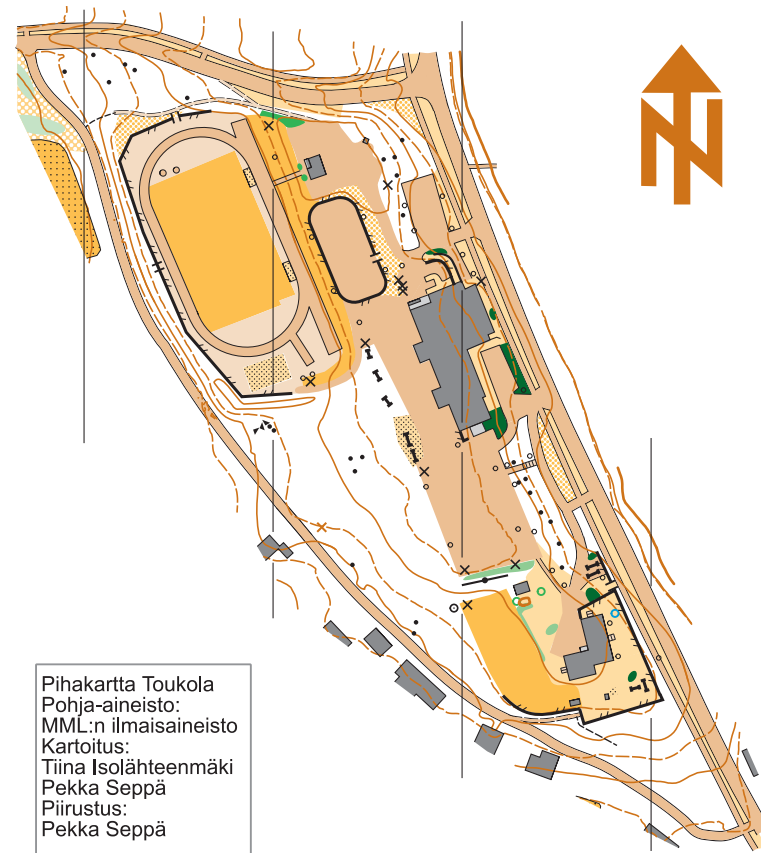 Pihakartta Toukola
Pohja-aineisto:
MML:n ilmaisaineisto
Kartoitus:
Tiina Isolähteenmäki
Pekka Seppä
Piirustus:
Pekka Seppä